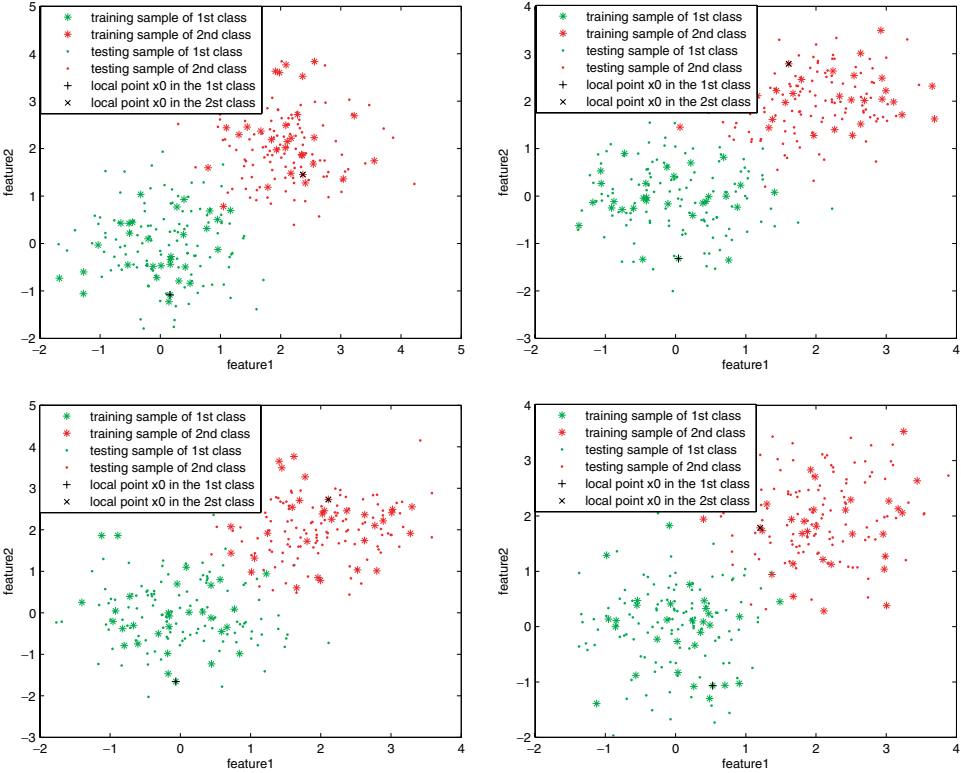 5
4
3
2
1
0
−1
−2
−2
−1
0
1
2
3
4
5
feature2
feature1
training sample of 1st class
training sample of 2nd class
testing sample of 1st class
testing sample of 2nd class
local point x0 in the 1st class
local point x0 in the 2st class
4
3
2
1
0
−1
−2
−3
−2
−1
0
1
2
3
4
feature2
feature1
training sample of 1st class
training sample of 2nd class
testing sample of 1st class
testing sample of 2nd class
local point x0 in the 1st class
local point x0 in the 2st class
5
4
3
2
1
0
−1
−2
−3
−2
−1
0
1
2
3
4
feature2
feature1
training sample of 1st class
training sample of 2nd class
testing sample of 1st class
testing sample of 2nd class
local point x0 in the 1st class
local point x0 in the 2st class
4
3
2
1
0
−1
−2
−2
−1
0
1
2
3
4
feature2
feature1
training sample of 1st class
training sample of 2nd class
testing sample of 1st class
testing sample of 2nd class
local point x0 in the 1st class
local point x0 in the 2st class